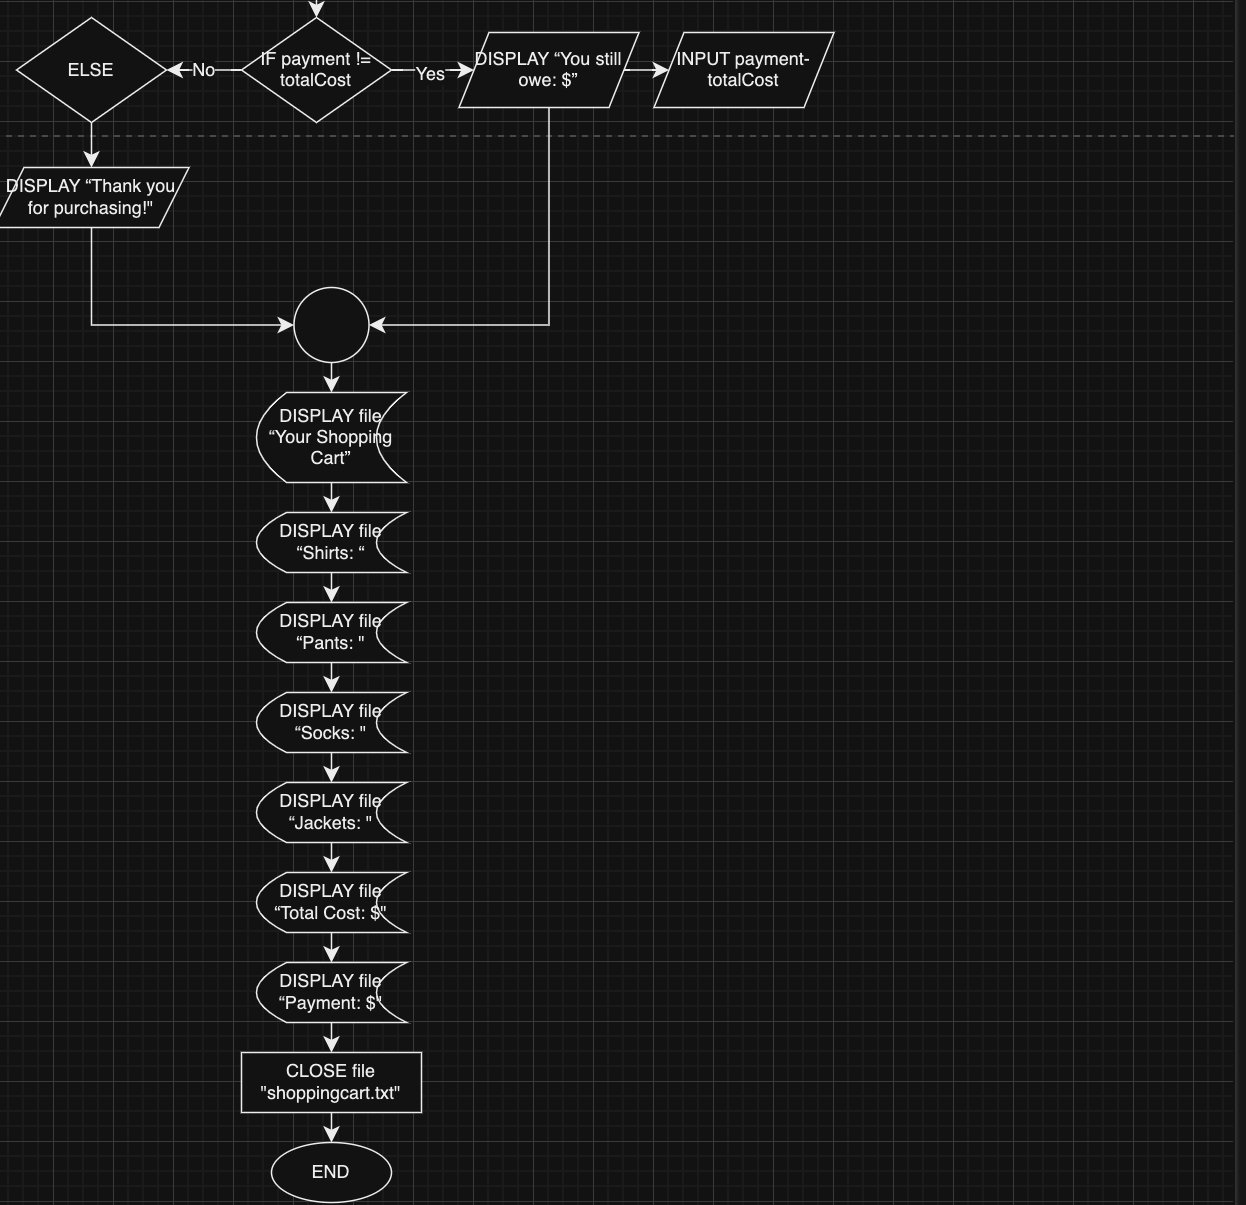 ELSE
No
IF payment !=
totalCost
Yes
DISPLAY “You still
owe: $”
INPUT payment-
totalCost
DISPLAY “Thank you
for purchasing!"
DISPLAY file
“Your Shopping
Cart”
DISPLAY file
“Shirts: “
DISPLAY file
“Pants: "
DISPLAY file
“Socks: "
DISPLAY file
“Jackets: "
DISPLAY file
“Total Cost: $"
DISPLAY file
“Payment: $"
CLOSE file
"shoppingcart.txt"
END